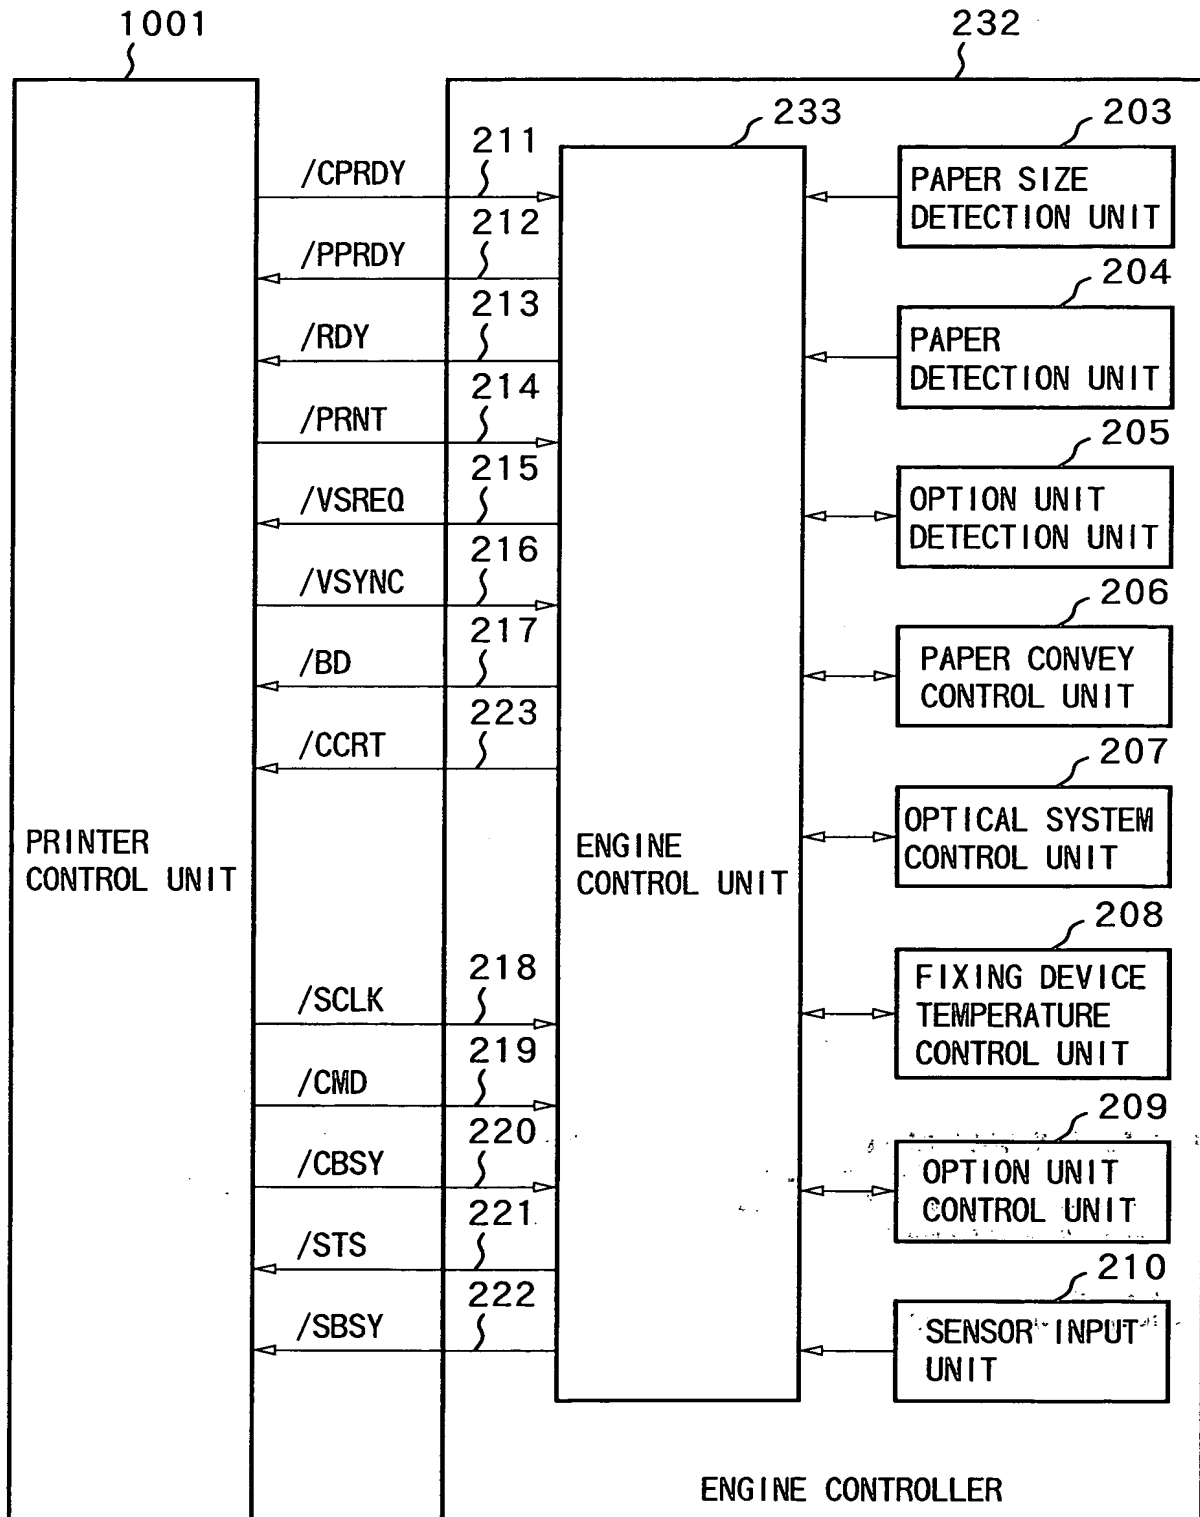 1001
232
233
203
PAPER SIZE
DETECTION UNIT
/CPRDY
211
/PPRDY
212
204
PAPER
DETECTION UNIT
/RDY
213
/PRNT
214
205
OPTION UNIT
DETECTION UNIT
/VSREQ
215
/VSYNC
216
206
PAPER CONVEY
CONTROL UNIT
/BD
217
/CCRT
223
207
OPTICAL SYSTEM
CONTROL UNIT
PRINTER
CONTROL UNIT
ENGINE
CONTROL UNIT
208
FIXING DEVICE
TEMPERATURE
CONTROL UNIT
/SCLK
218
/CMD
219
209
OPTION UNIT
CONTROL UNIT
/CBSY
220
/STS
221
210
SENSOR INPUT
UNIT
/SBSY
222
ENGINE CONTROLLER